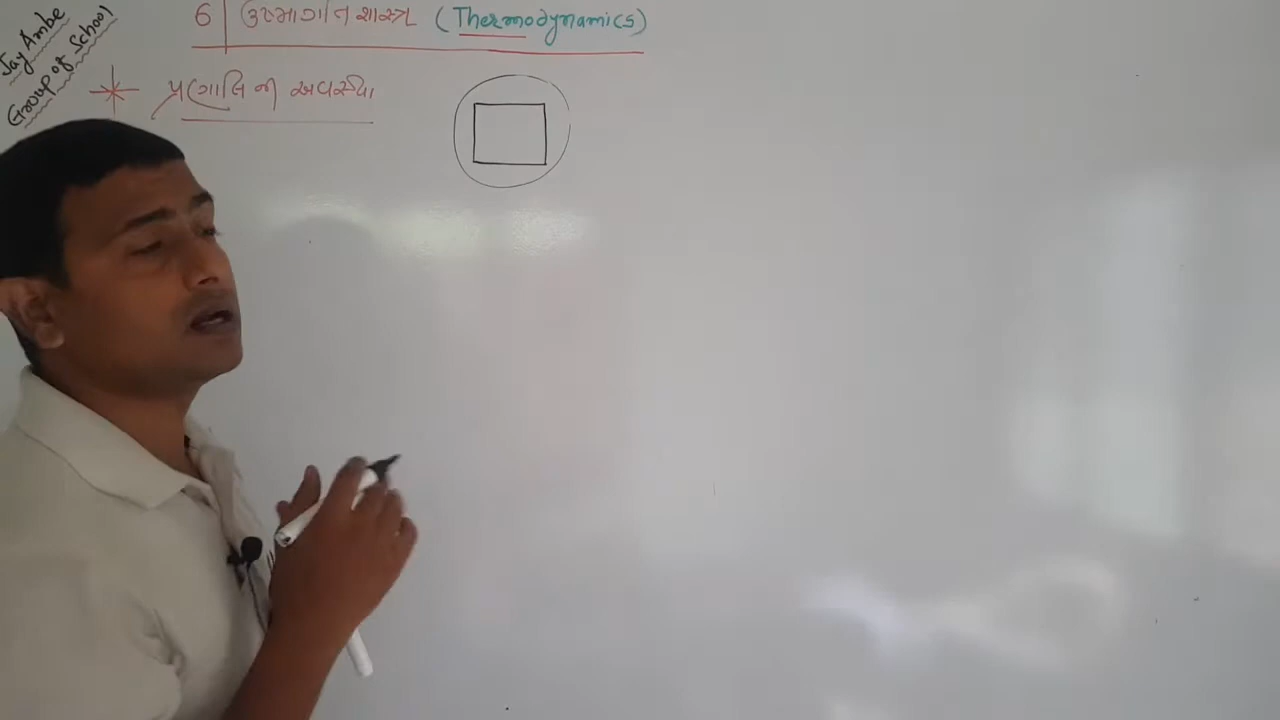 Jay Ambe
Group of School
6 ઉષ્માગતિશાસ્ત્ર (Thermodynamics)
પ્રણાલિની અવસ્થા